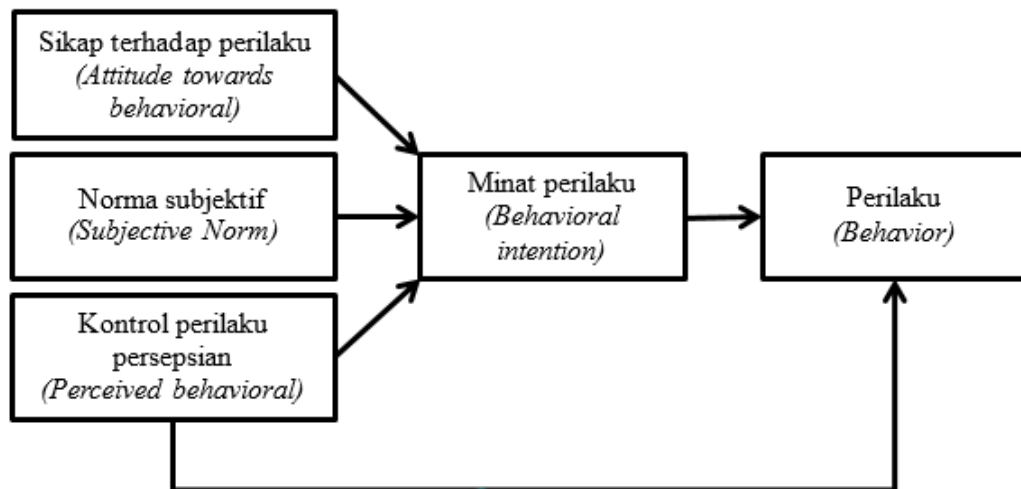 Sikap terhadap perilaku
(Attitude towards
behavioral)
Norma subjektif
(Subjective Norm)
Kontrol perilaku
persepsian
(Perceived behavioral)
Minat perilaku
(Behavioral
intention)
Perilaku
(Behavior)